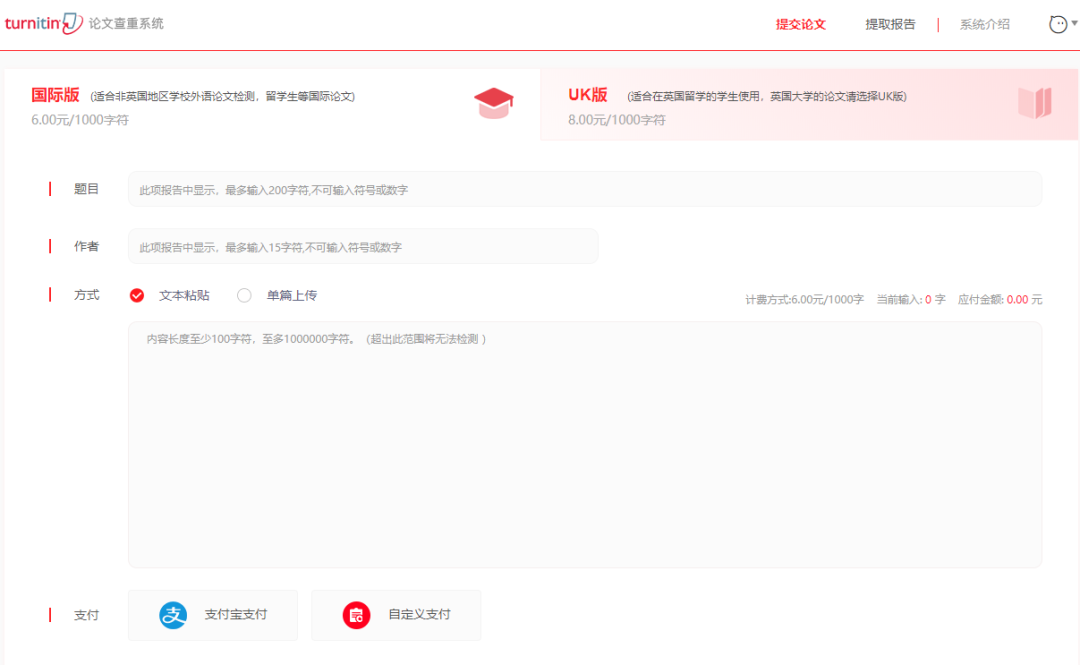 turnitin 论文查重系统
提交论文 提取报告 系统介绍
国际版 (适合非英国地区学校外语论文检测，留学生等国际论文)
6.00元/1000字符
UK版 (适合在英国留学的学生使用，英国大学的论文请选择UK版)
8.00元/1000字符
题目 此项报告中显示，最多输入200字符,不可输入符号或数字
作者 此项报告中显示，最多输入15字符,不可输入符号或数字
方式 文本粘贴 单篇上传
计费方式:6.00元/1000字 当前输入: 0 字 应付金额: 0.00 元
内容长度至少100字符，至多1000000字符。（超出此范围将无法检测 ）
支付 支付宝支付 自定义支付